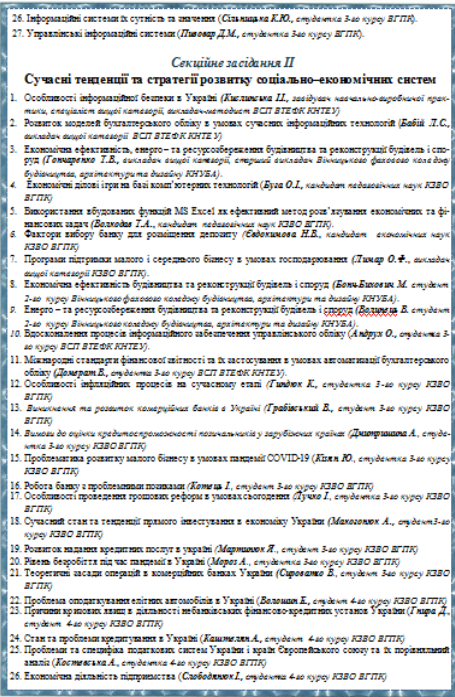 26. Інформаційні системи їх сутність та значення (Сільницька К.Ю., студентка 3-го курсу ВГПК).
27. Управлінські інформаційні системи (Пивовар Д.М., студентка 3-го курсу ВГПК).
Секційне засідання II
Сучасні тенденції та стратегії розвитку соціально–економічних систем
1. Особливості інформаційної безпеки в Україні (Кислинська І.І., завідувач навчально-виробничої прак-
тики, спеціаліст вищої категорії, викладач-методист ВСП ВТЕФК КНТЕУ)
2. Розвиток моделей бухгалтерського обліку в умовах сучасних інформаційних технологій (Бабій Л.С.,
викладач вищої категорії ВСП ВТЕФК КНТЕУ)
3. Економічна ефективність, енерго – та ресурсозбереження будівництва та реконструкції будівель і спо-
руд (Гончаренко Т.В., викладач вищої категорії, старший викладач Вінницького фахового коледжу
будівництва, архітектури та дизайну КНУБА).
4. Економічні ділові ігри на базі комп'ютерних технологій (Буга О.І., кандидат педагогічних наук КЗВО
ВГПК)
5. Використання вбудованих функцій MS Excel як ефективний метод розв'язування економічних та фі-
нансових задач (Волкодав Т.А., кандидат педагогічних наук КЗВО ВГПК)
6. Фактори вибору банку для розміщення депозиту (Євдокимова Н.В., кандидат економічних наук
КЗВО ВГПК)
7. Програми підтримки малого і середнього бізнесу в умовах господарювання (Лимар О.Ф., викладач
вищої категорії КЗВО ВГПК).
8. Економічна ефективність будівництва та реконструкції будівель і споруд (Бонь-Бихович М. студент
2-го курсу Вінницького фахового коледжу будівництва, архітектури та дизайну КНУБА).
9. Енерго – та ресурсозбереження будівництва та реконструкції будівель і споруд В. студент
2-го курсу Вінницького коледжу будівництва, архітектури та дизайну КНУБА).
10. Вдосконалення процесів інформаційного забезпечення управлінського обліку (Андрух О., студентка 3-
го курсу ВСП ВТЕФК КНТЕУ).
11. Міжнародні стандарти фінансової звітності та їх застосування в умовах автоматизації бухгалтерського
обліку (Домерат В., студентка 3-го курсу ВСП ВТЕФК КНТЕУ).
12. Особливості інфляційних процесів на сучасному етапі (Гиндюк К., студентка 3-го курсу КЗВО
ВГПК)
13. Виникнення та розвиток комерційних банків в Україні (Грабівський В., студент 3-го курсу КЗВО
ВГПК)
14. Вимоги до оцінки кредитоспроможності позичальників у зарубіжних країнах (Дмитришина А., студе-
нтка 3-го курсу КЗВО ВГПК)
15. Проблематика розвитку малого бізнесу в умовах пандемії COVID-19 (Кіян Ю., студентка 3-го курсу
КЗВО ВГПК)
16. Робота банку з проблемними позиками (Котець І., студентка 3-го курсу КЗВО ВГПК)
17. Особливості проведення грошових реформ в умовах сьогодення (Лучко І., студентка 3-го курсу КЗВО
ВГПК)
18. Сучасний стан та тенденції прямого інвестування в економіку України (Макогонюк А., студент 3-го
курсу КЗВО ВГПК)
19. Розвиток надання кредитних послуг в україні (Мартинюк Я., студент 3-го курсу КЗВО ВГПК)
20. Рівень безробіття під час пандемії в Україні (Мороз А., студентка 3-го курсу КЗВО ВГПК)
21. Теоретичні засади операцій в комерційних банках України (Сироватко В., студент 3-го курсу КЗВО
ВГПК)
22. Проблема оподаткування елітних автомобілів в Україні (Волошин Е., студент 4-го курсу КЗВО ВГПК)
23. Причини кризових явищ в діяльності небанківських фінансово-кредитних установ України (Гнира Д.,
студент 4-го курсу КЗВО ВГПК)
24. Стан та проблеми кредитування в Україні (Каштелян А., студент 4-го курсу КЗВО ВГПК)
25. Проблеми та специфіка податкових систем України і країн Європейського союзу та їх порівняльний
аналіз (Костевська А., студентка 4-го курсу КЗВО ВГПК)
26. Економічна діяльність підприємства (Слободянюк І., студентка 4-го курсу КЗВО ВГПК)